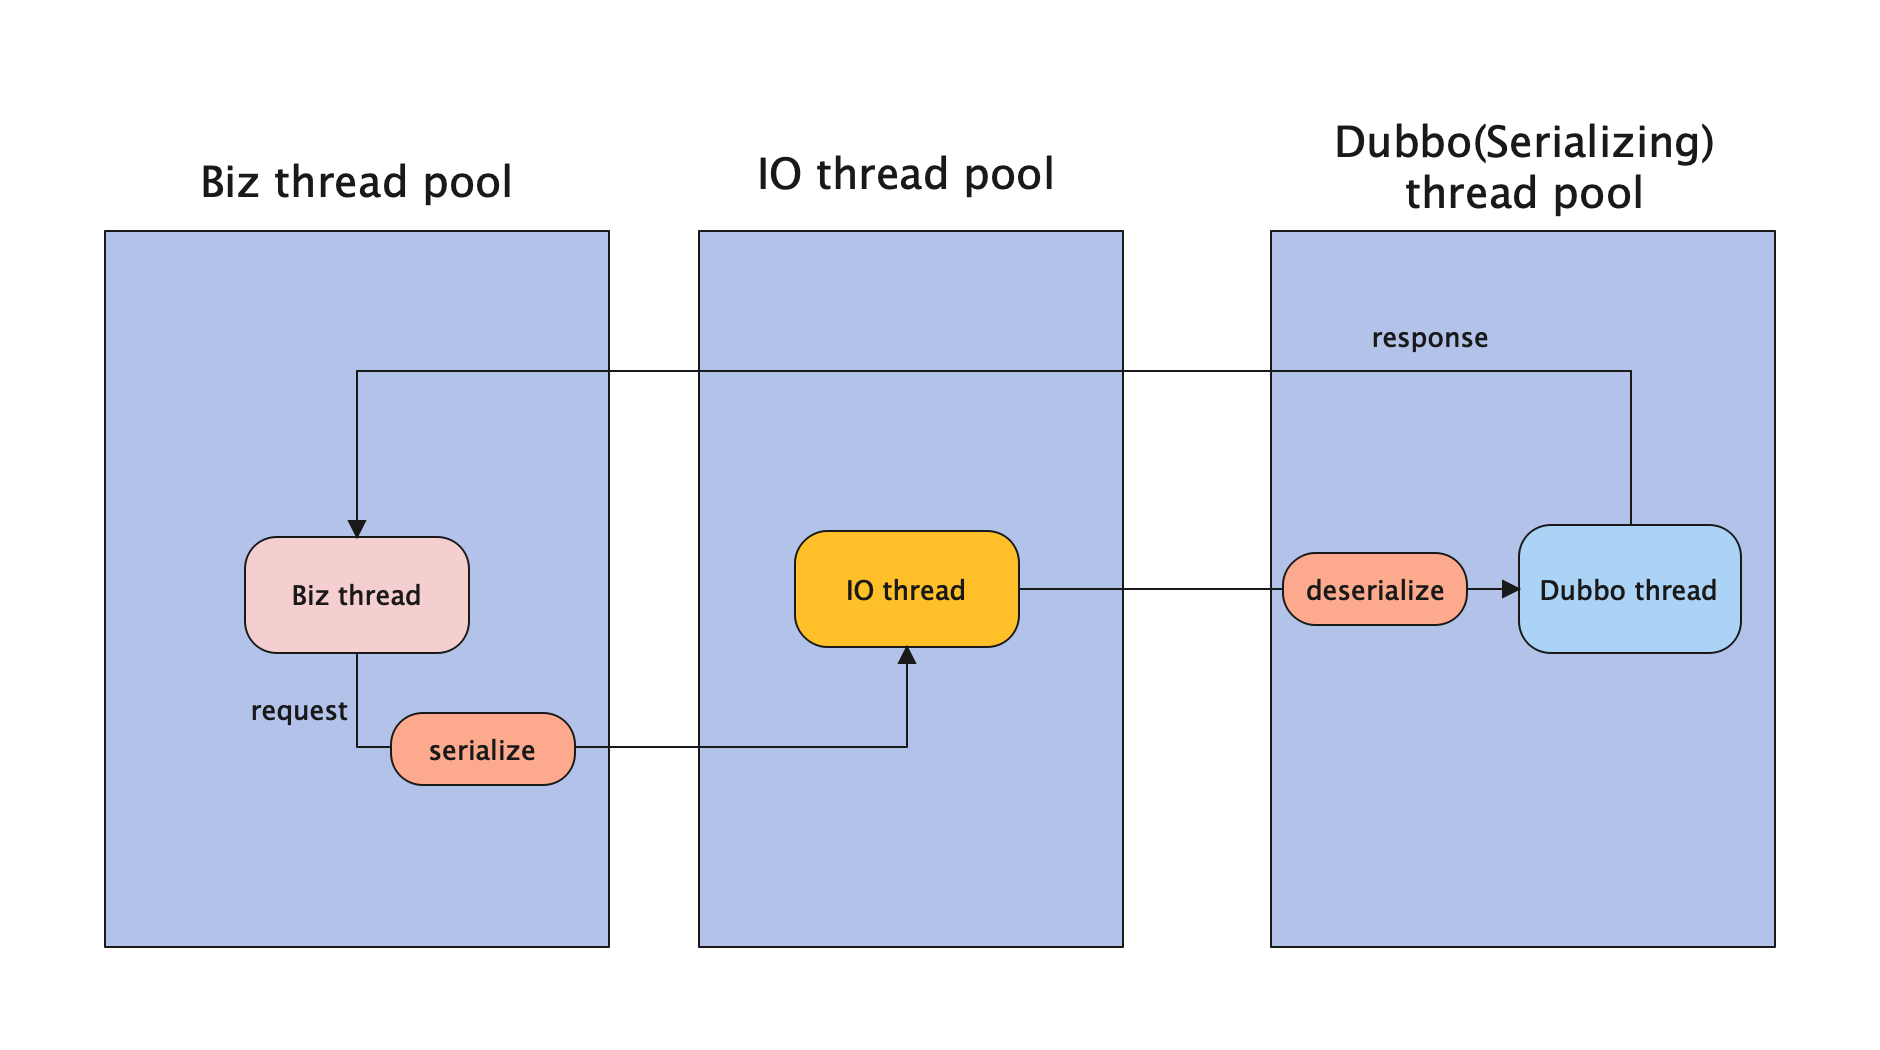 Biz thread pool
IO thread pool
Dubbo(Serializing)
thread pool
response
Biz thread
IO thread
deserialize
Dubbo thread
request
serialize